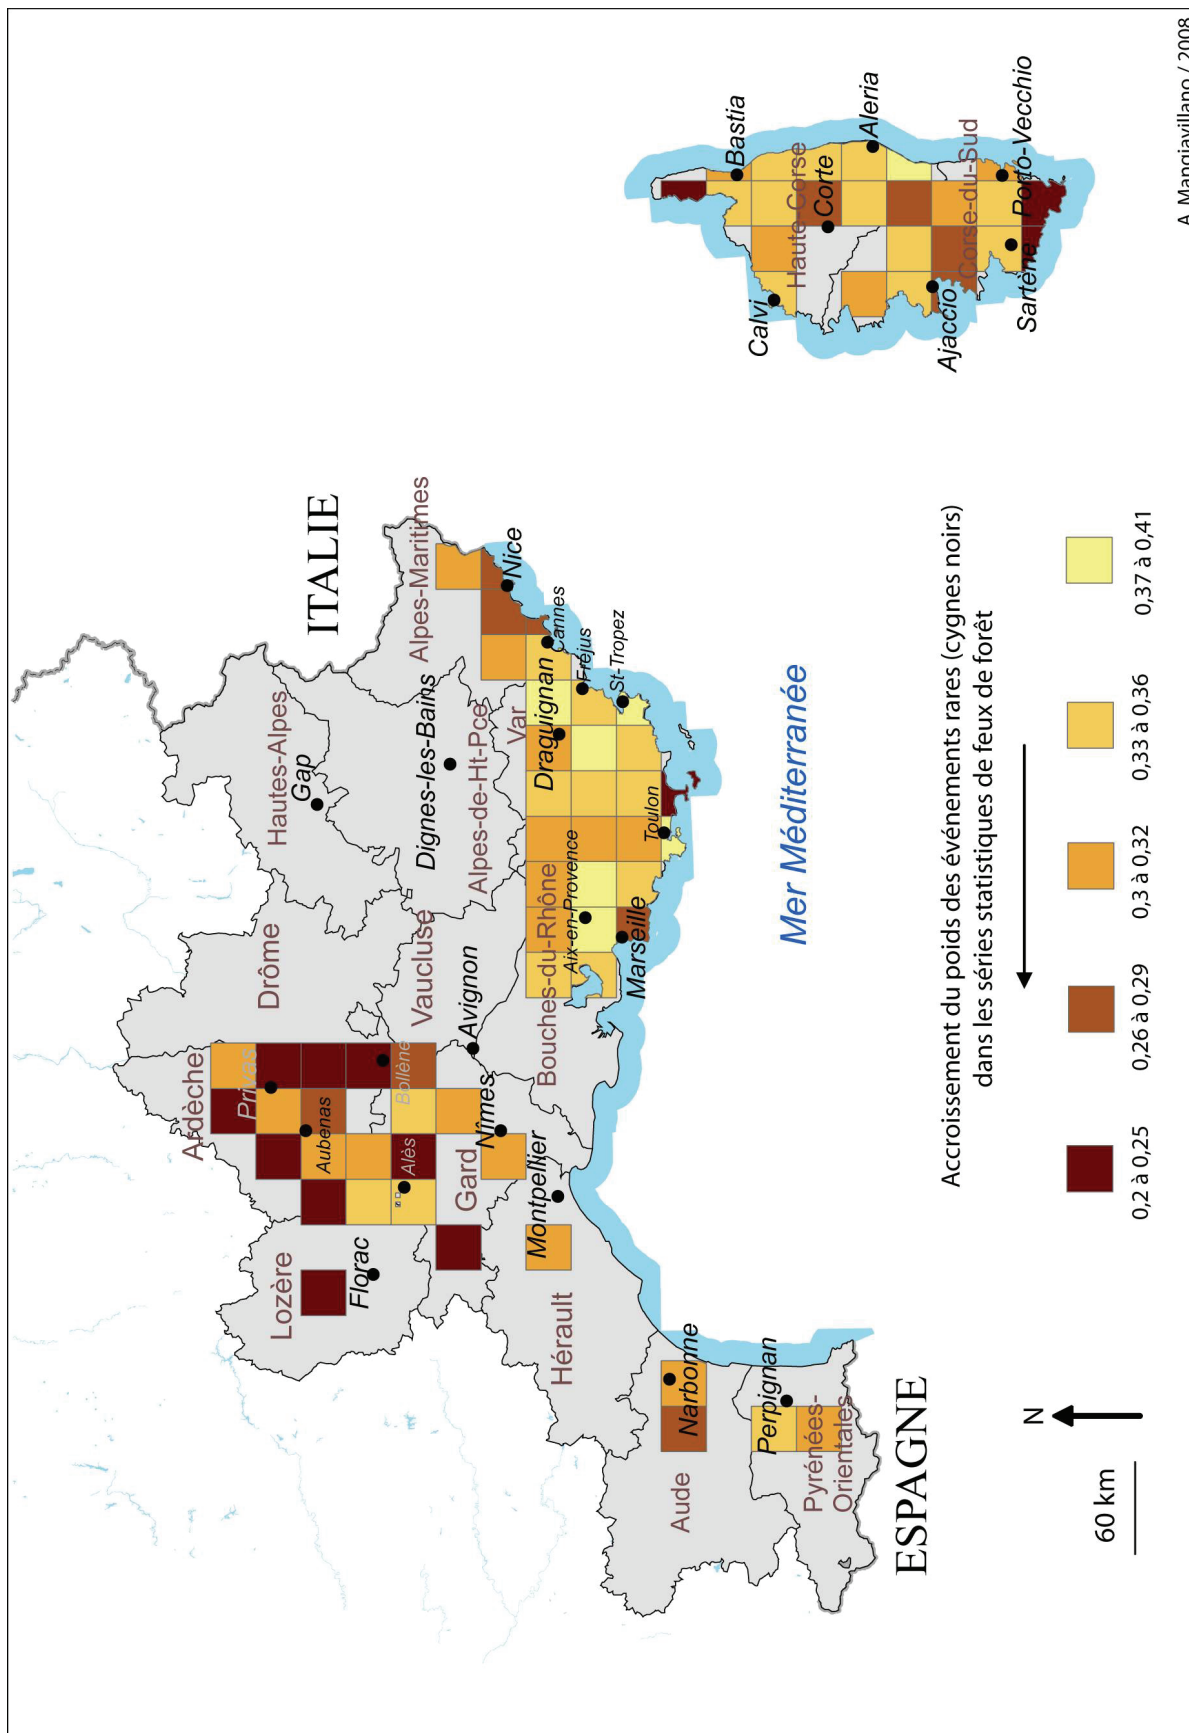 ITALIE
Hautes-Alpes
Gap
Drôme
Ardèche
Privas
Aubenas
Lozère
Florac
Dignes-les-Bains
Alpes-de-Ht-Pce
Alpes-Maritimes
Nice
Vaucluse
Avignon
Bollène
Alès
Gard
Nîmes
Montpellier
Hérault
Var
Draguignan
Cannes
Fréjus
St-Tropez
Toulon
Aix-en-Provence
Bouches-du-Rhône
Marseille
Narbonne
Aude
Perpignan
Pyrénées-
Orientales
ESPAGNE
Mer Méditerranée
Bastia
Calvi
Haute-Corse
Corte
Aleria
Ajaccio
Corse-du-Sud
Sartène
Porto-Vecchio
N
60 km
Accroissement du poids des événements rares (cygnes noirs)
dans les séries statistiques de feux de forêt
0,2 à 0,25
0,26 à 0,29
0,3 à 0,32
0,33 à 0,36
0,37 à 0,41
A. Mangiavillano / 2008